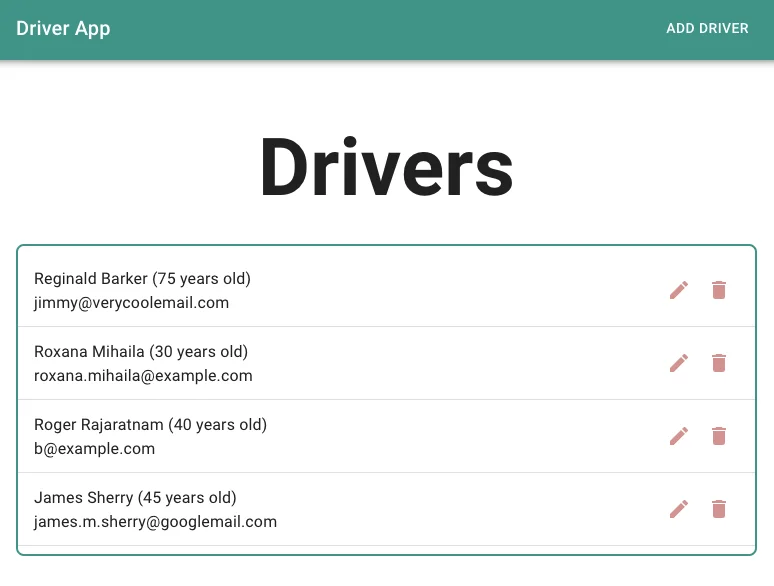 Driver App
ADD DRIVER
Drivers
Reginald Barker (75 years old)
jimmy@verycoolemail.com
Roxana Mihaila (30 years old)
roxana.mihaila@example.com
Roger Rajaratnam (40 years old)
b@example.com
James Sherry (45 years old)
james.m.sherry@googlemail.com